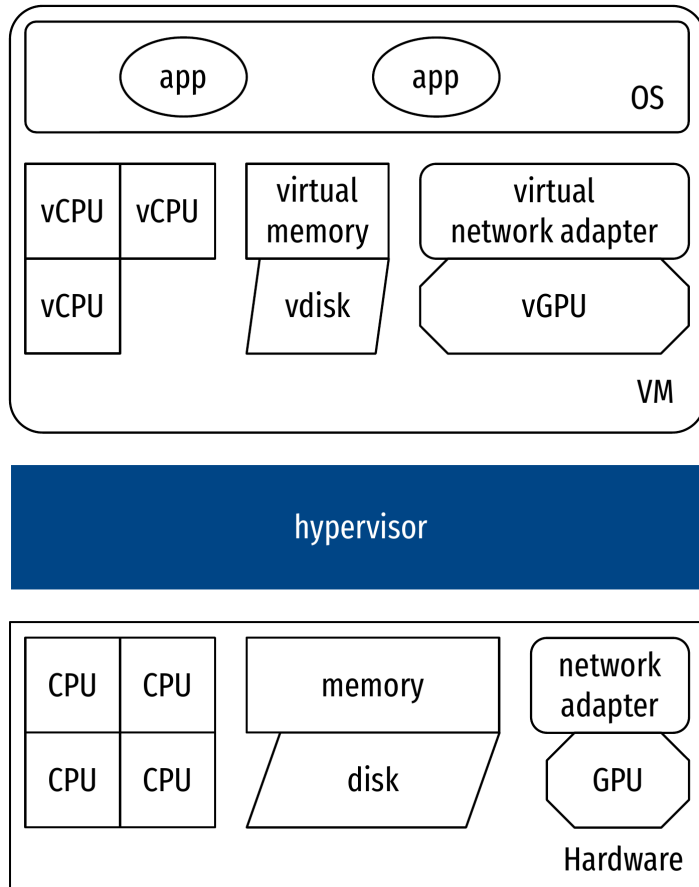 app app
OS
vCPU vCPU
virtual
memory
virtual
network adapter
vCPU
vdisk
vGPU
VM
hypervisor
CPU CPU
memory
network
adapter
CPU CPU
disk
GPU
Hardware